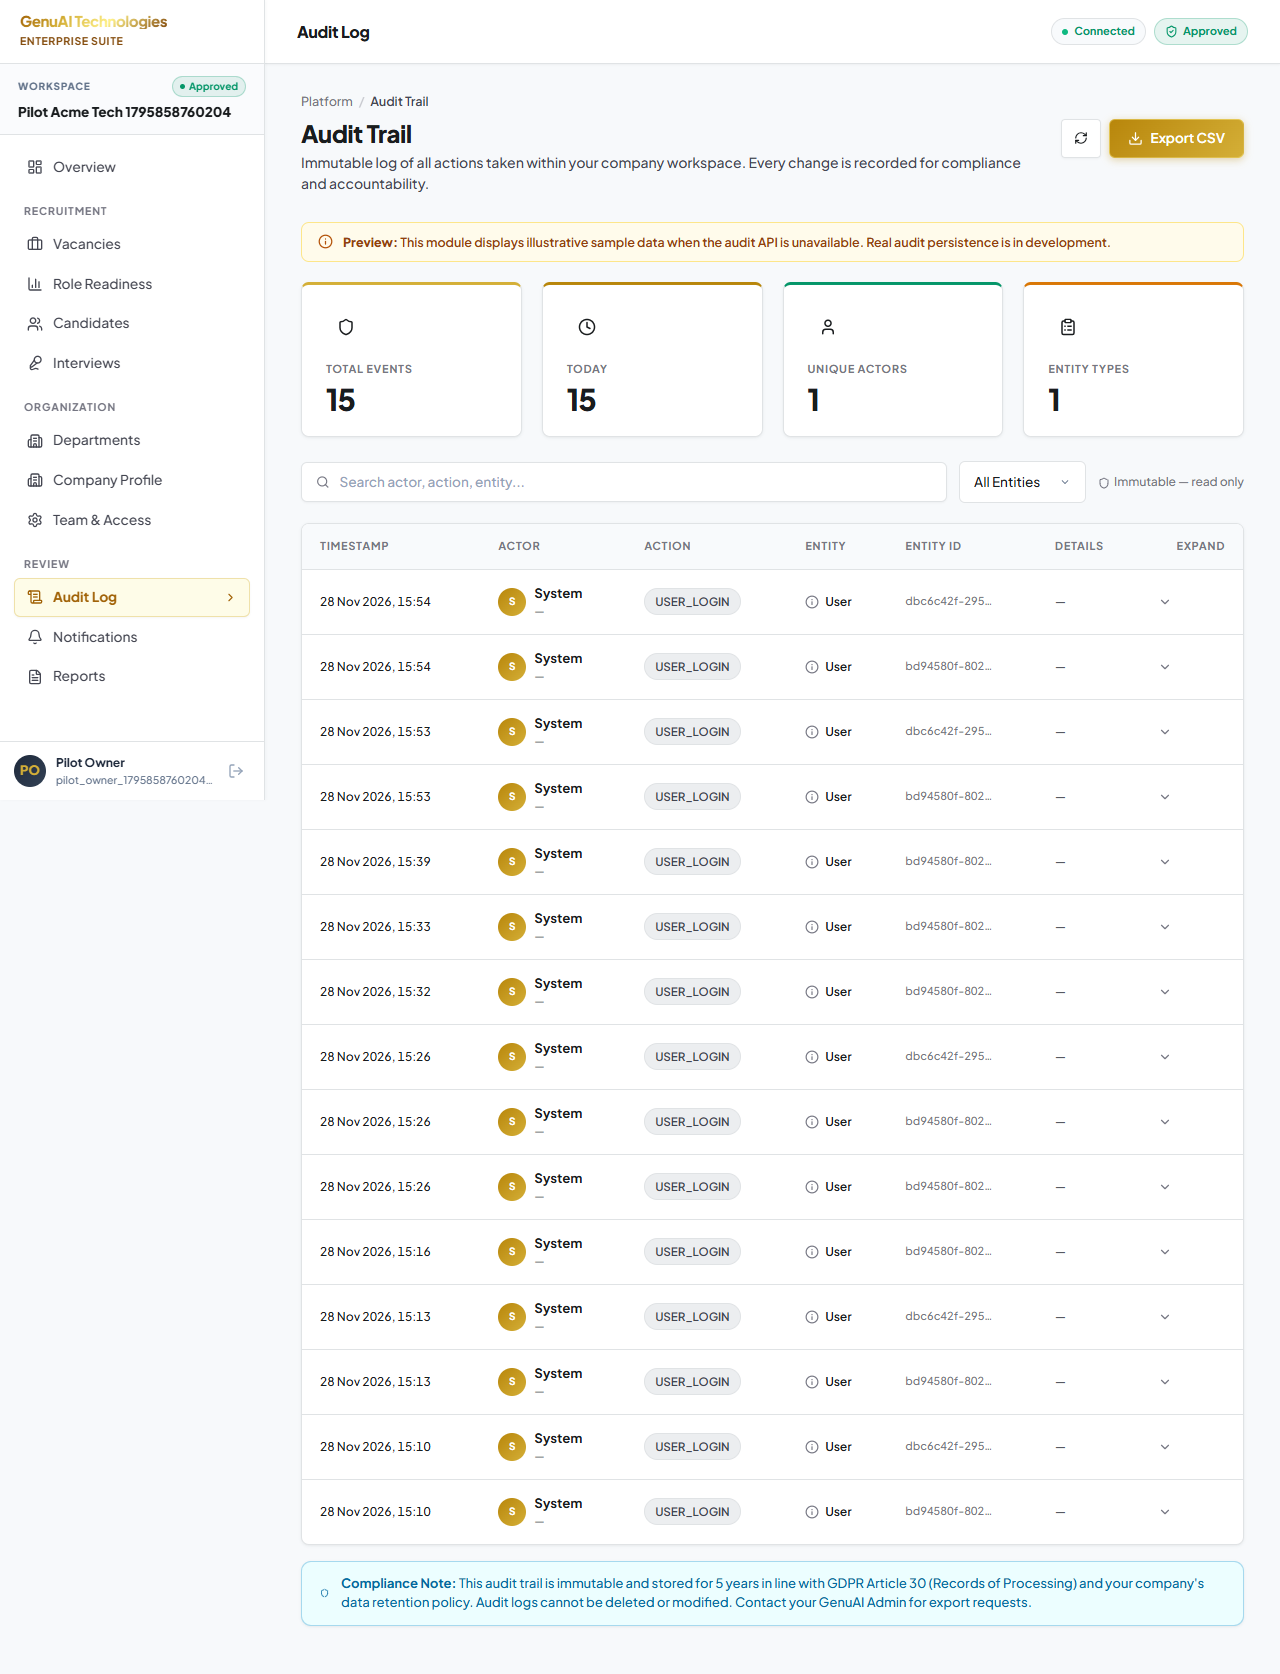 GenuAI Technologies
ENTERPRISE SUITE
Audit Log
Connected
Approved
WORKSPACE
Approved
Pilot Acme Tech 1795858760204
Overview
RECRUITMENT
Vacancies
Role Readiness
Candidates
Interviews
ORGANIZATION
Departments
Company Profile
Team & Access
REVIEW
Audit Log
Notifications
Reports
PO
Pilot Owner
pilot_owner_1795858760204...
Platform / Audit Trail
Audit Trail
Immutable log of all actions taken within your company workspace. Every change is recorded for compliance
and accountability.
Export CSV
Preview: This module displays illustrative sample data when the audit API is unavailable. Real audit persistence is in development.
TOTAL EVENTS
15
TODAY
15
UNIQUE ACTORS
1
ENTITY TYPES
1
Search actor, action, entity...
All Entities
Immutable — read only
TIMESTAMP ACTOR ACTION ENTITY ENTITY ID DETAILS EXPAND
28 Nov 2026, 15:54 S System — USER_LOGIN User dbc6c42f-295... —
28 Nov 2026, 15:54 S System — USER_LOGIN User bd94580f-802... —
28 Nov 2026, 15:53 S System — USER_LOGIN User dbc6c42f-295... —
28 Nov 2026, 15:53 S System — USER_LOGIN User bd94580f-802... —
28 Nov 2026, 15:39 S System — USER_LOGIN User bd94580f-802... —
28 Nov 2026, 15:33 S System — USER_LOGIN User bd94580f-802... —
28 Nov 2026, 15:32 S System — USER_LOGIN User bd94580f-802... —
28 Nov 2026, 15:26 S System — USER_LOGIN User dbc6c42f-295... —
28 Nov 2026, 15:26 S System — USER_LOGIN User bd94580f-802... —
28 Nov 2026, 15:26 S System — USER_LOGIN User bd94580f-802... —
28 Nov 2026, 15:16 S System — USER_LOGIN User bd94580f-802... —
28 Nov 2026, 15:13 S System — USER_LOGIN User dbc6c42f-295... —
28 Nov 2026, 15:13 S System — USER_LOGIN User bd94580f-802... —
28 Nov 2026, 15:10 S System — USER_LOGIN User dbc6c42f-295... —
28 Nov 2026, 15:10 S System — USER_LOGIN User bd94580f-802... —
Compliance Note: This audit trail is immutable and stored for 5 years in line with GDPR Article 30 (Records of Processing) and your company's
data retention policy. Audit logs cannot be deleted or modified. Contact your GenuAI Admin for export requests.